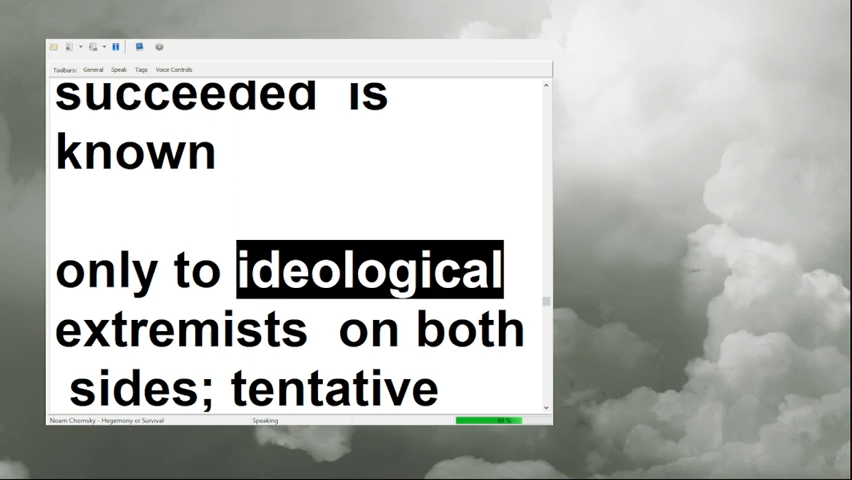 Toolbars: General Speak Tags Voice Controls
succeeded is
known
only to ideological
extremists on both
sides; tentative
Noam Chomsky - Hegemony or Survival Speaking 69 %